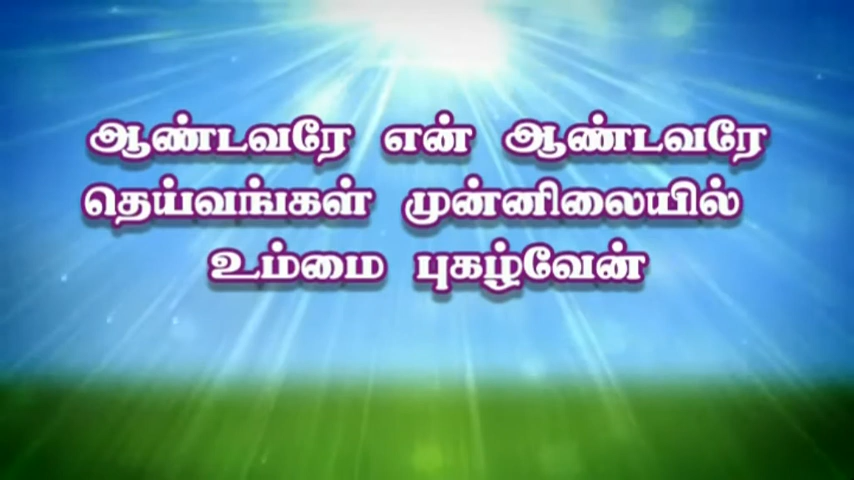 ஆண்டவரே என் ஆண்டவரே
தெய்வங்கள் முன்னிலையில்
உம்மை புகழ்வேன்